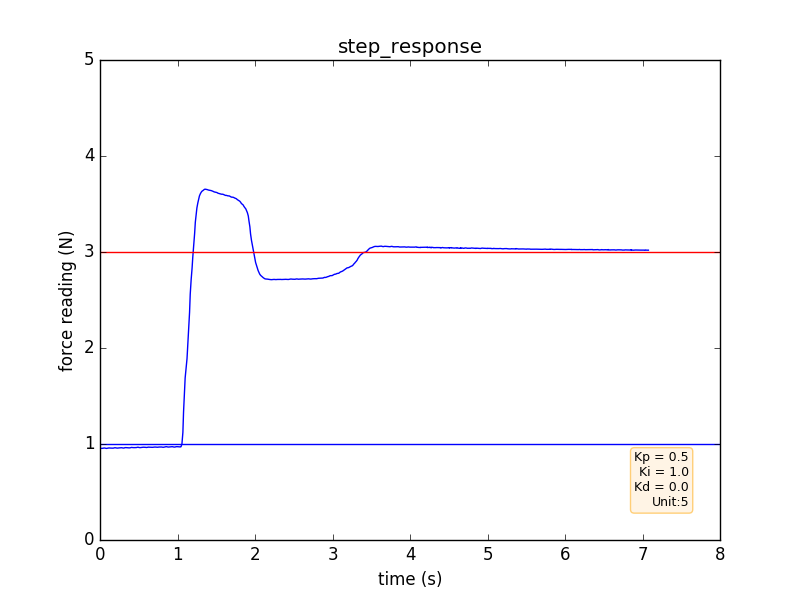 step_response
force reading (N)
5
4
3
2
1
0
0 1 2 3 4 5 6 7 8
time (s)
Kp = 0.5
Ki = 1.0
Kd = 0.0
Unit:5